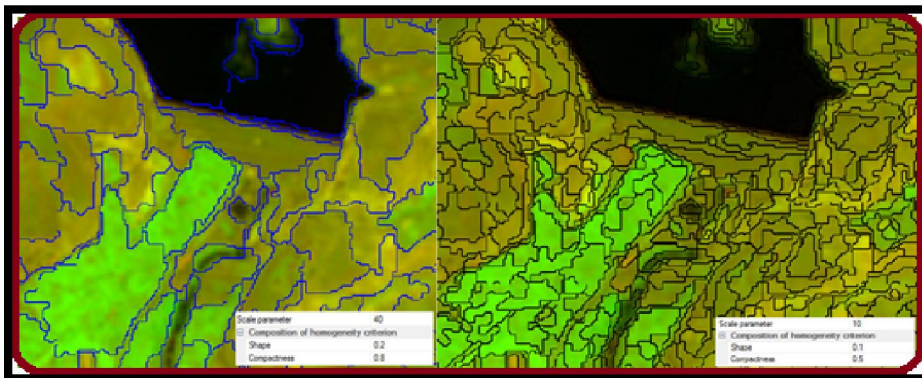 Scale parameter 40
Composition of homogeneity criterion
Shape 0.2
Compactness 0.8
Scale parameter 10
Composition of homogeneity criterion
Shape 0.1
Compactness 0.5